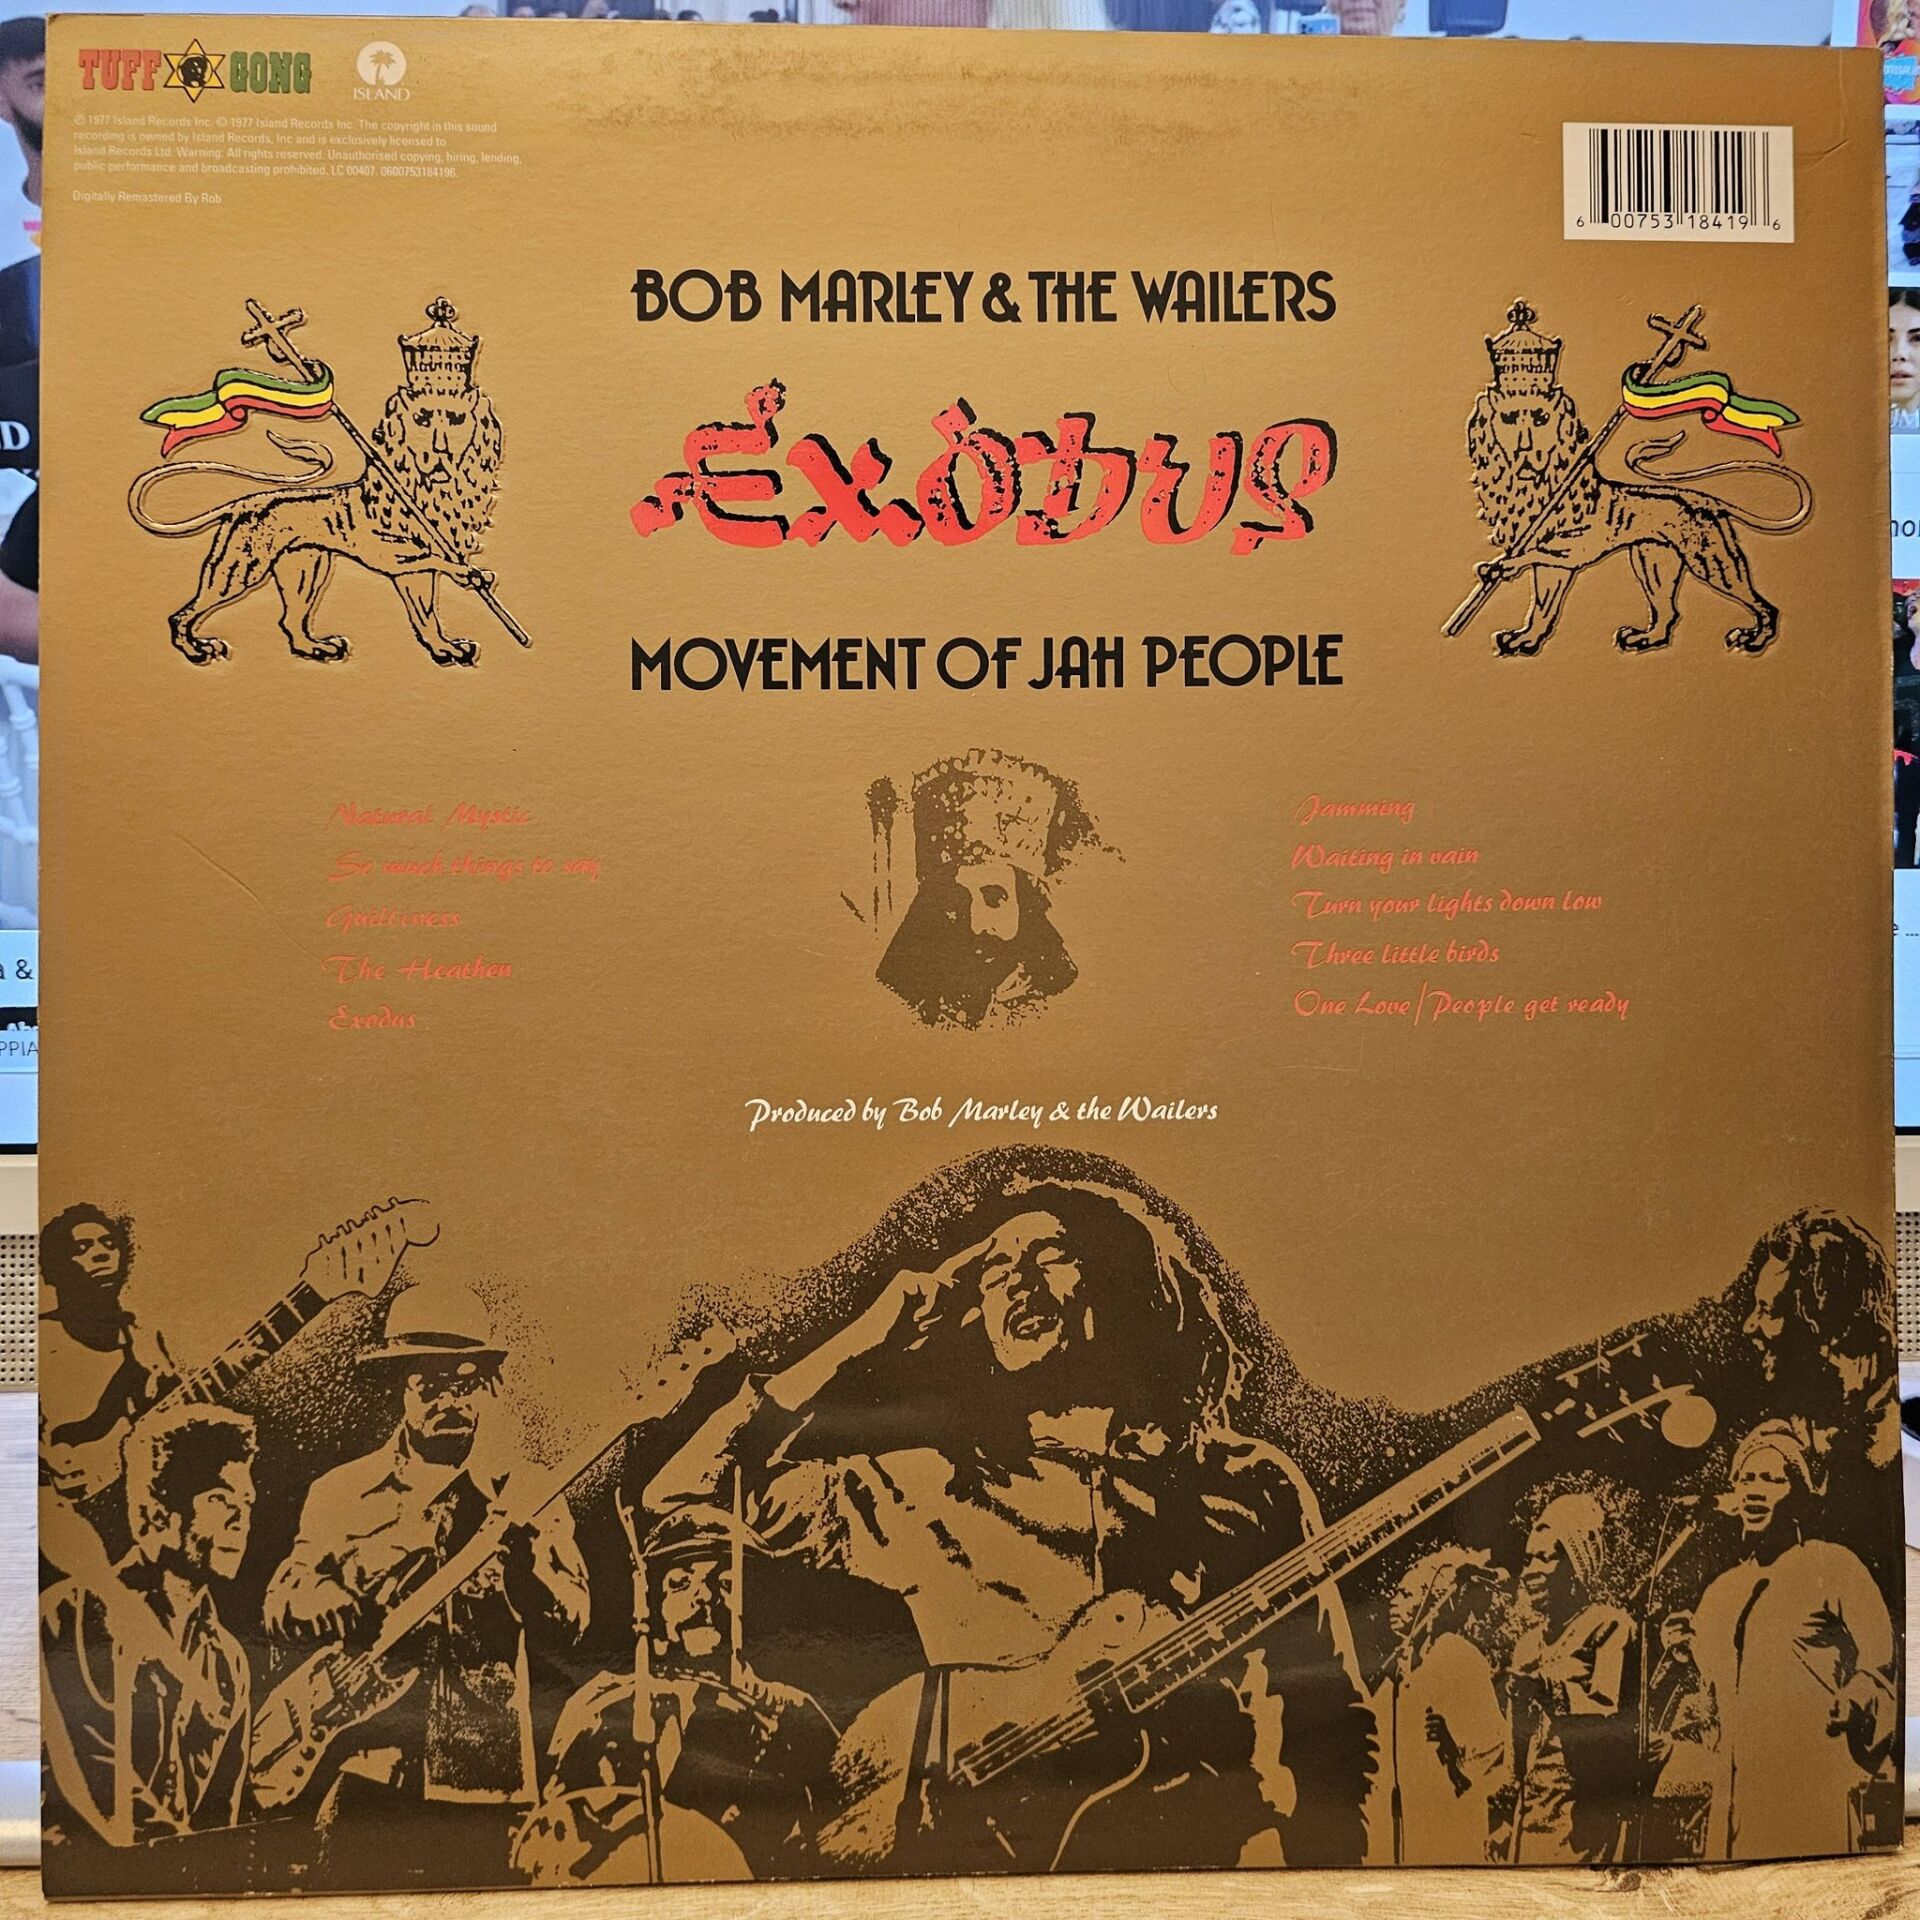 TUFF GONG
ISLAND
℗ 1977 Island Records Inc. © 1977 Island Records Inc. The copyright in this sound
recording is owned by Island Records, Inc and is exclusively licensed to
Island Records Ltd. Warning: All rights reserved. Unauthorised copying, hiring, lending,
public performance and broadcasting prohibited. LC 00407. 0600753184196.
Digitally Remastered By Rob
6 00753 18419 6
BOB MARLEY & THE WAILERS
EXODUS
MOVEMENT OF JAH PEOPLE
Natural Mystic
So much things to say
Guiltiness
The Heathen
Exodus
Jamming
Waiting in vain
Turn your lights down low
Three little birds
One Love/People get ready
Produced by Bob Marley & the Wailers